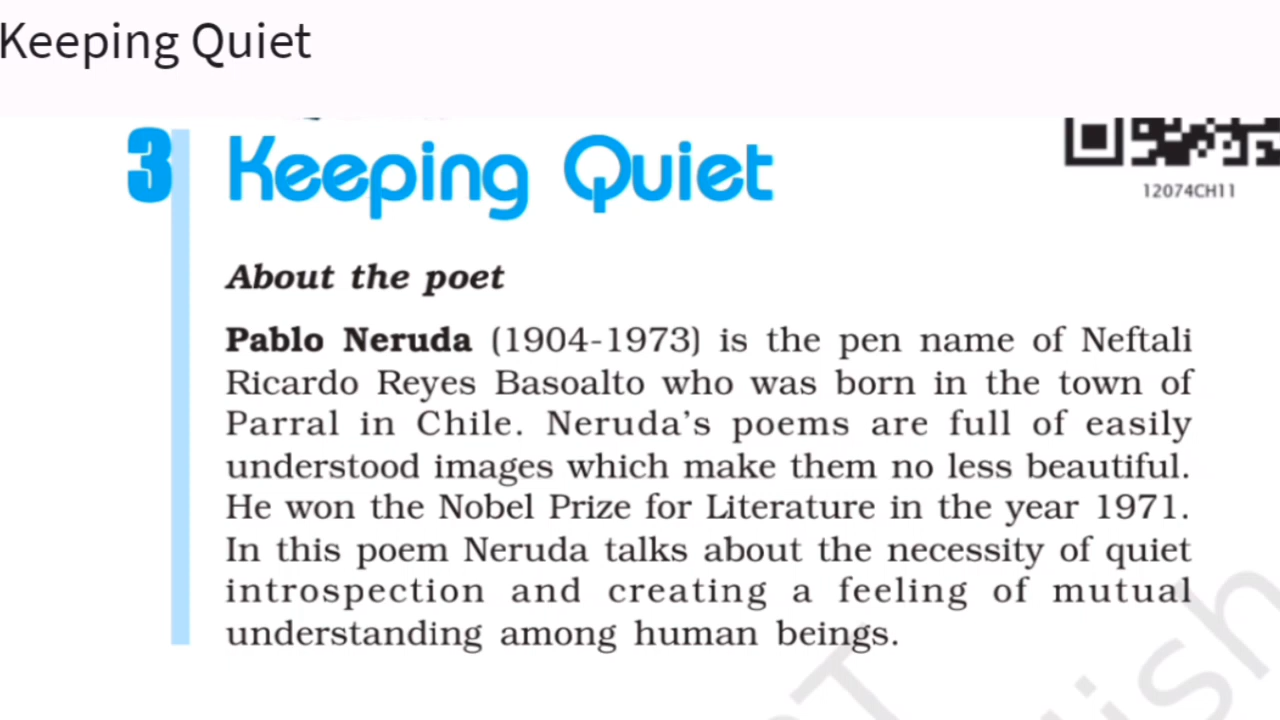 Keeping Quiet
3 Keeping Quiet
12074CH11
About the poet
Pablo Neruda (1904-1973) is the pen name of Neftali
Ricardo Reyes Basoalto who was born in the town of
Parral in Chile. Neruda's poems are full of easily
understood images which make them no less beautiful.
He won the Nobel Prize for Literature in the year 1971.
In this poem Neruda talks about the necessity of quiet
introspection and creating a feeling of mutual
understanding among human beings.